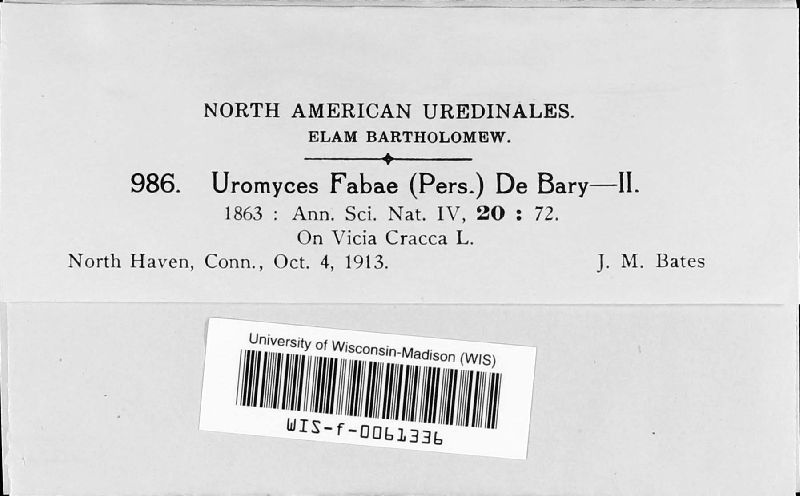 NORTH AMERICAN UREDINALES.
ELAM BARTHOLOMEW.
986. Uromyces Fabae (Pers.) De Bary—II.
1863 : Ann. Sci. Nat. IV, 20 : 72.
On Vicia Cracca L.
North Haven, Conn., Oct. 4, 1913. J. M. Bates
University of Wisconsin-Madison (WIS)
WIS-f-0061336